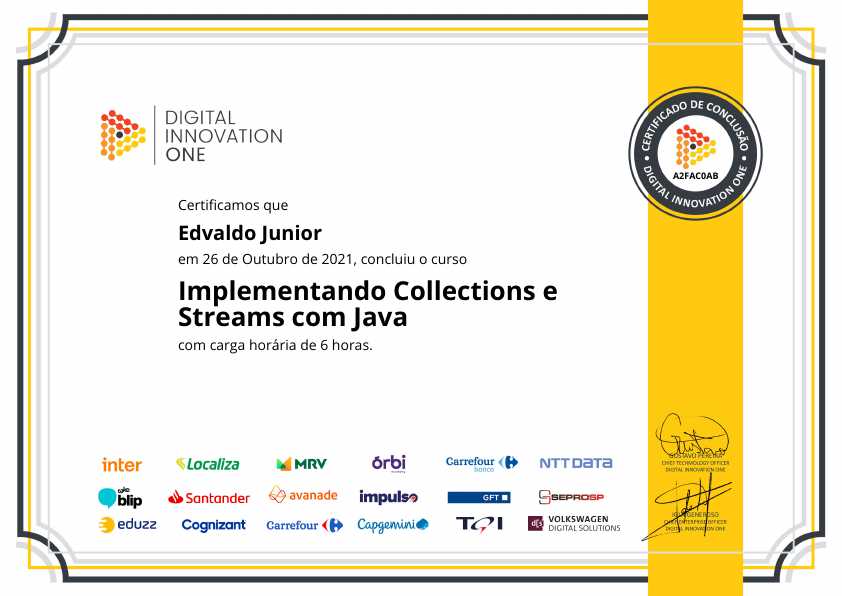 DIGITAL
INNOVATION
ONE
CERTIFICADO DE CONCLUSÃO
A2FAC0AB
DIGITAL INNOVATION ONE
Certificamos que
Edvaldo Junior
em 26 de Outubro de 2021, concluiu o curso
Implementando Collections e
Streams com Java
com carga horária de 6 horas.
inter
Localiza
MRV
órbi
Carrefour
banco
NTT DATA
take
blip
Santander
avanade
impulso
GFT
SEPROSP
eduzz
Cognizant
Carrefour
Capgemini
TQI
VOLKSWAGEN
DIGITAL SOLUTIONS
GUSTAVO PEREIRA
CHIEF TECHNOLOGY OFFICER
DIGITAL INNOVATION ONE
GENEROSO
OFFICER
DIGITAL INNOVATION ONE